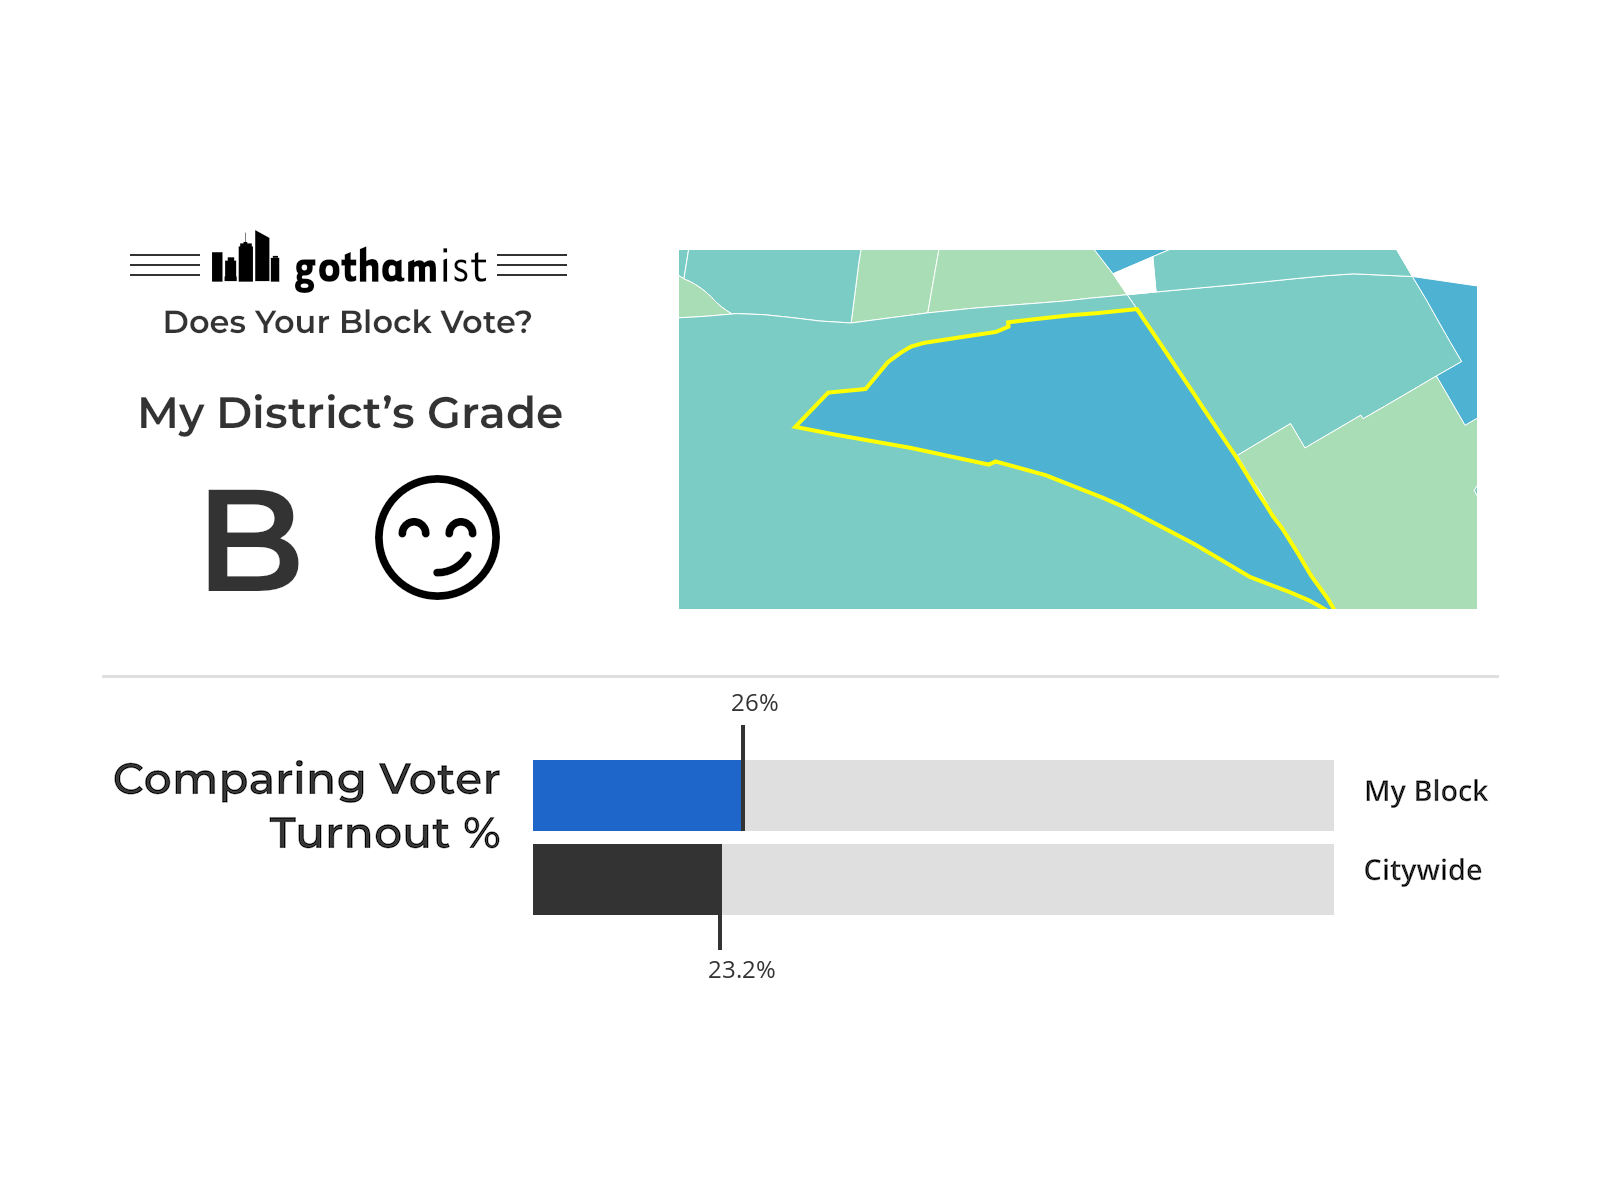 gothamist
Does Your Block Vote?
My District’s Grade
B
26%
Comparing Voter
Turnout %
My Block
Citywide
23.2%